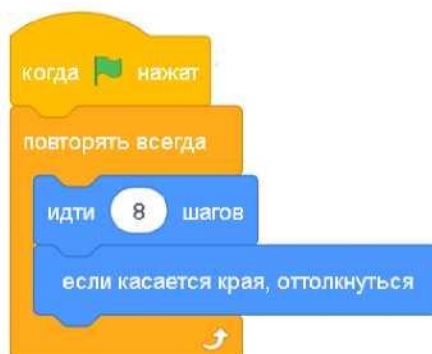 когда нажат
повторять всегда
идти 8 шагов
если касается края, оттолкнуться